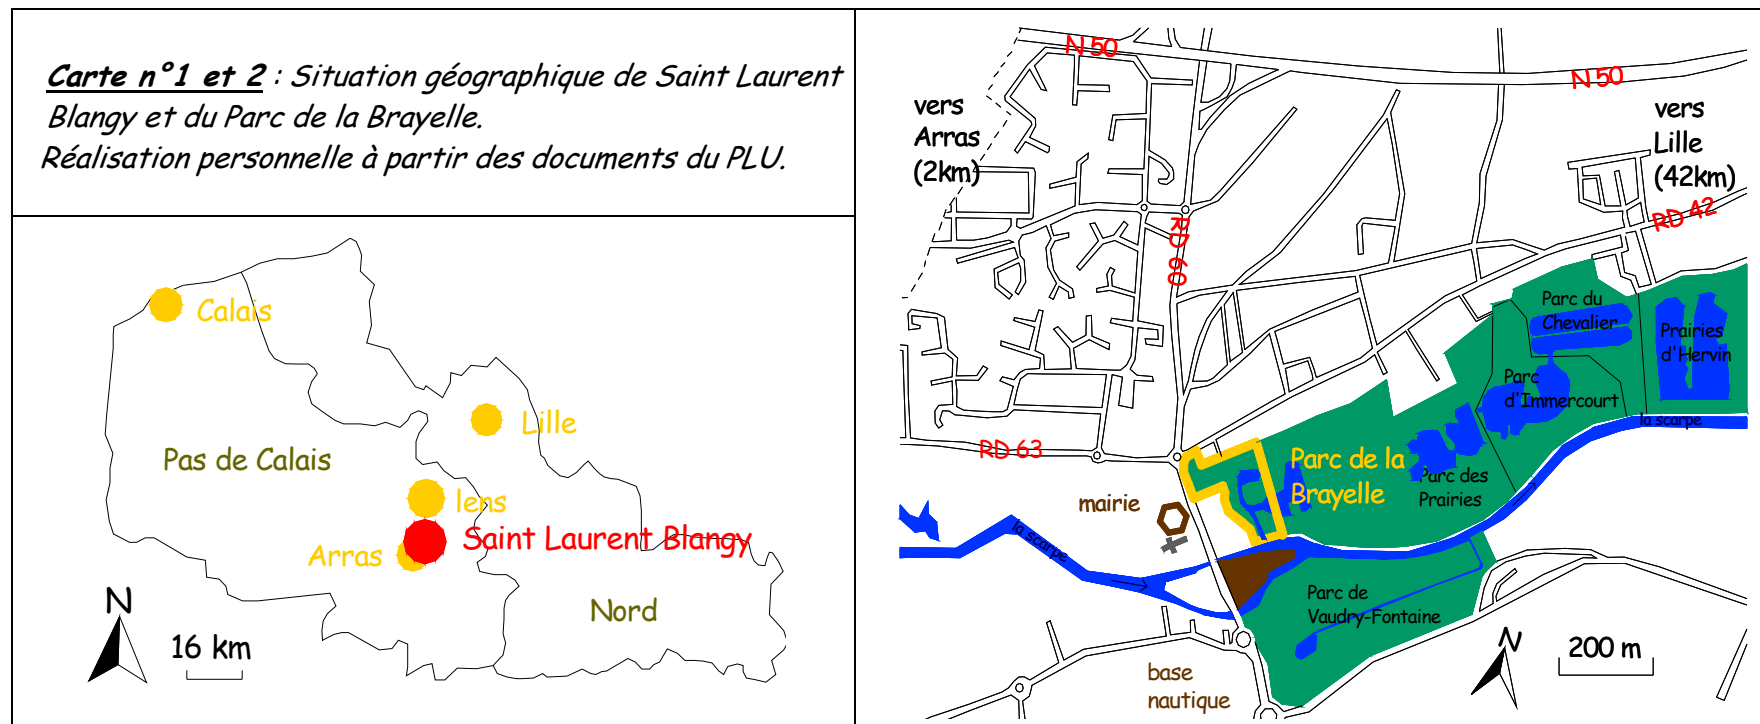 Carte n°1 et 2 : Situation géographique de Saint Laurent
Blangy et du Parc de la Brayelle.
Réalisation personnelle à partir des documents du PLU.
Calais
Lille
Pas de Calais
lens
Saint Laurent Blangy
Arras
Nord
N
16 km
N 50
N 50
vers
Arras
(2km)
vers
Lille
(42km)
RD 42
RD 60
Parc du
Chevalier
Prairies
d'Hervin
Parc
d'Immercourt
la scarpe
RD 63
Parc de la
Brayelle
Parc des
Prairies
mairie
la scarpe
Parc de
Vaudry-Fontaine
base
nautique
N
200 m